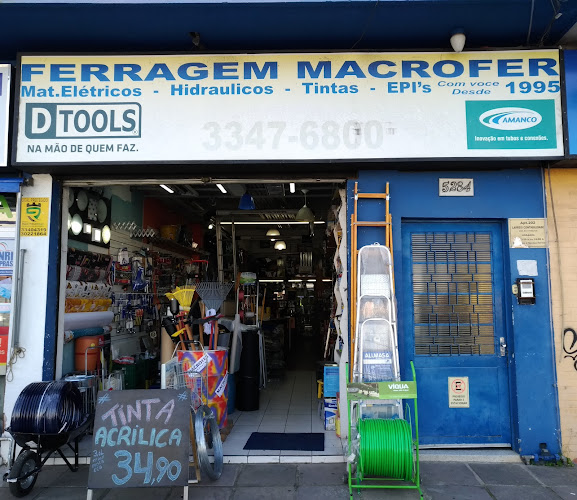 FERRAGEM MACROFER
Mat.Elétricos - Hidraulicos - Tintas - EPI's Com voce Desde 1995
D TOOLS
NA MÃO DE QUEM FAZ.
3347-6800
AMANCO
Inovação em tubos e conexões.
5284
ALUMASA
VIQUA
TINTA
ACRÍLICA
34,90